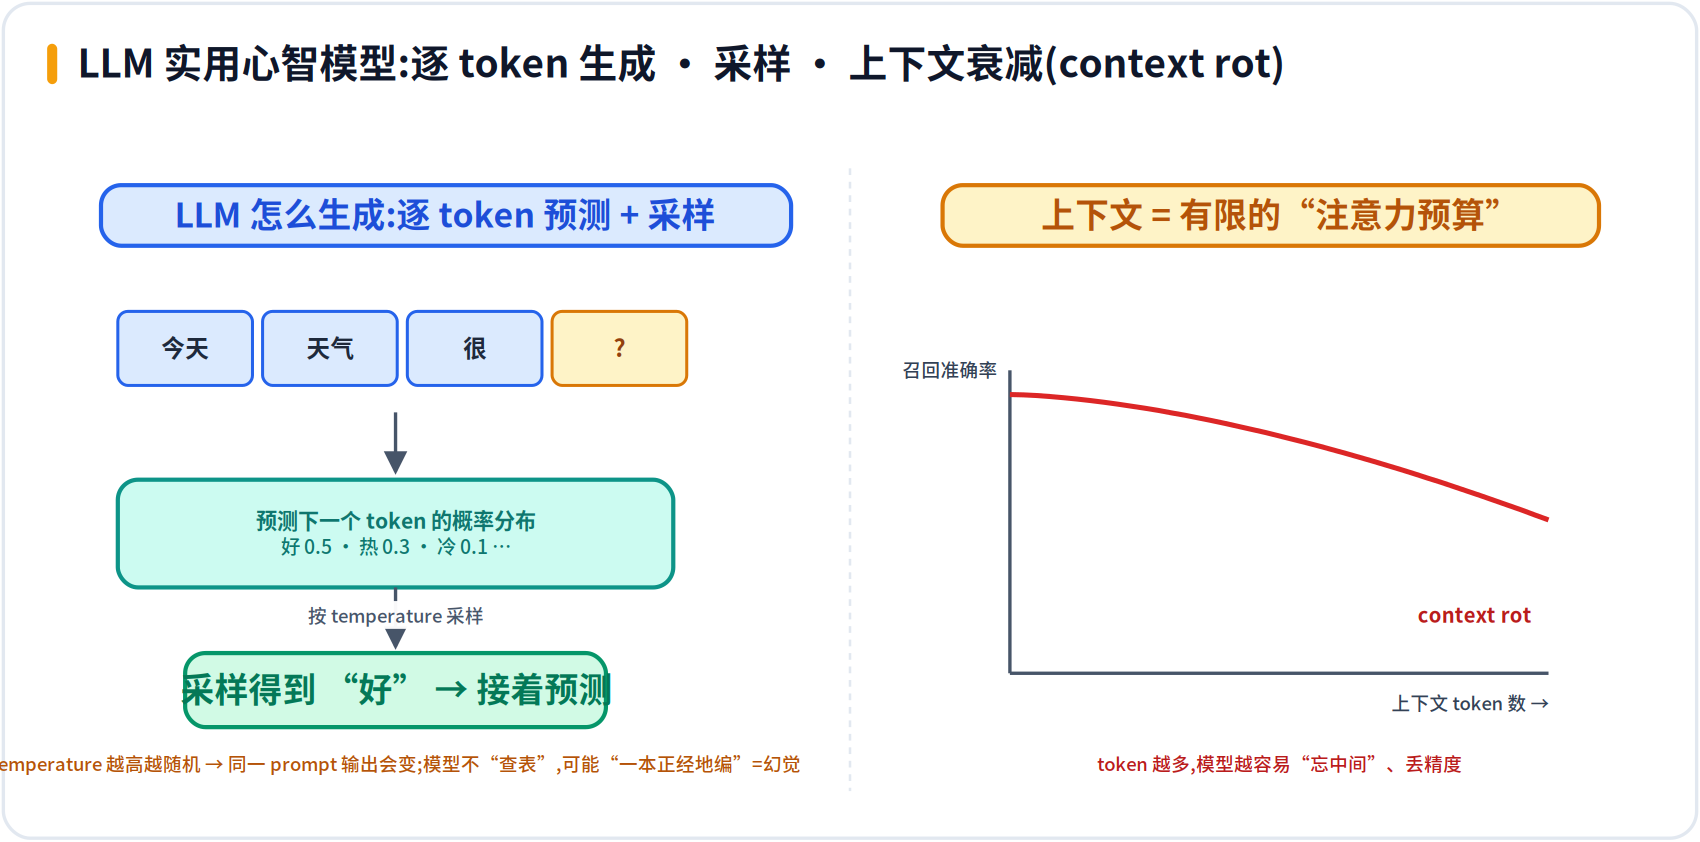 LLM 实用心智模型:逐 token 生成 · 采样 · 上下文衰减(context rot)
LLM 怎么生成:逐 token 预测 + 采样
今天
天气
很
?
预测下一个 token 的概率分布
好 0.5 · 热 0.3 · 冷 0.1 …
按 temperature 采样
采样得到 “好” → 接着预测
emperature 越高越随机 → 同一 prompt 输出会变;模型不“查表”,可能“一本正经地编”=幻觉
上下文 = 有限的“注意力预算”
召回准确率
context rot
上下文 token 数 →
token 越多,模型越容易“忘中间”、丢精度